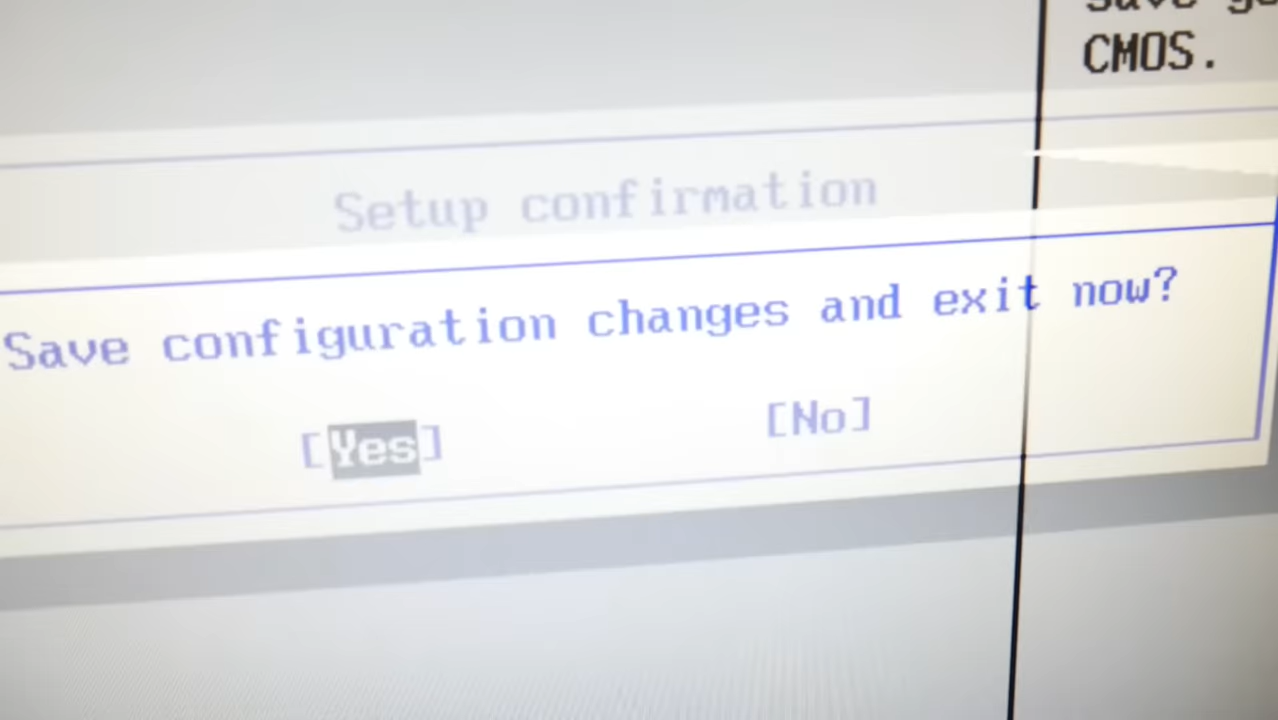 CMOS.
Setup confirmation
Save configuration changes and exit now?
[Yes] [No]